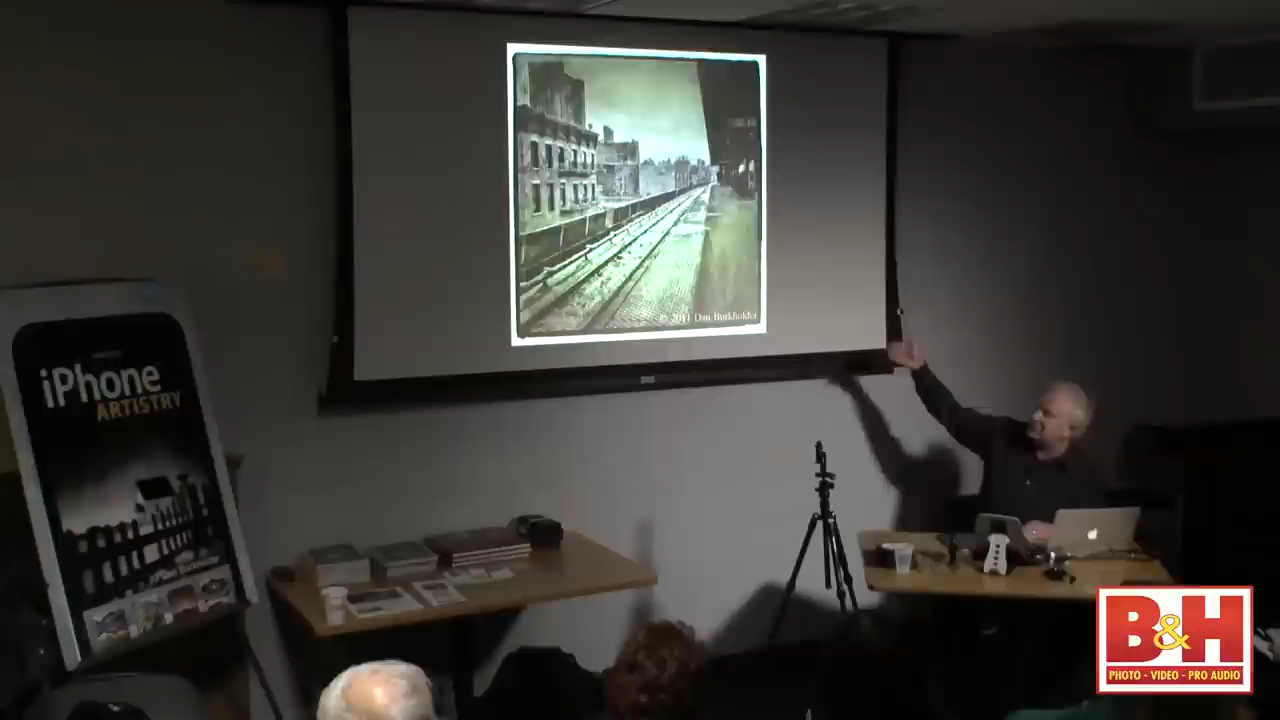 © 2011 Dan Burkholder
iPhone
ARTISTRY
B&H
PHOTO - VIDEO - PRO AUDIO